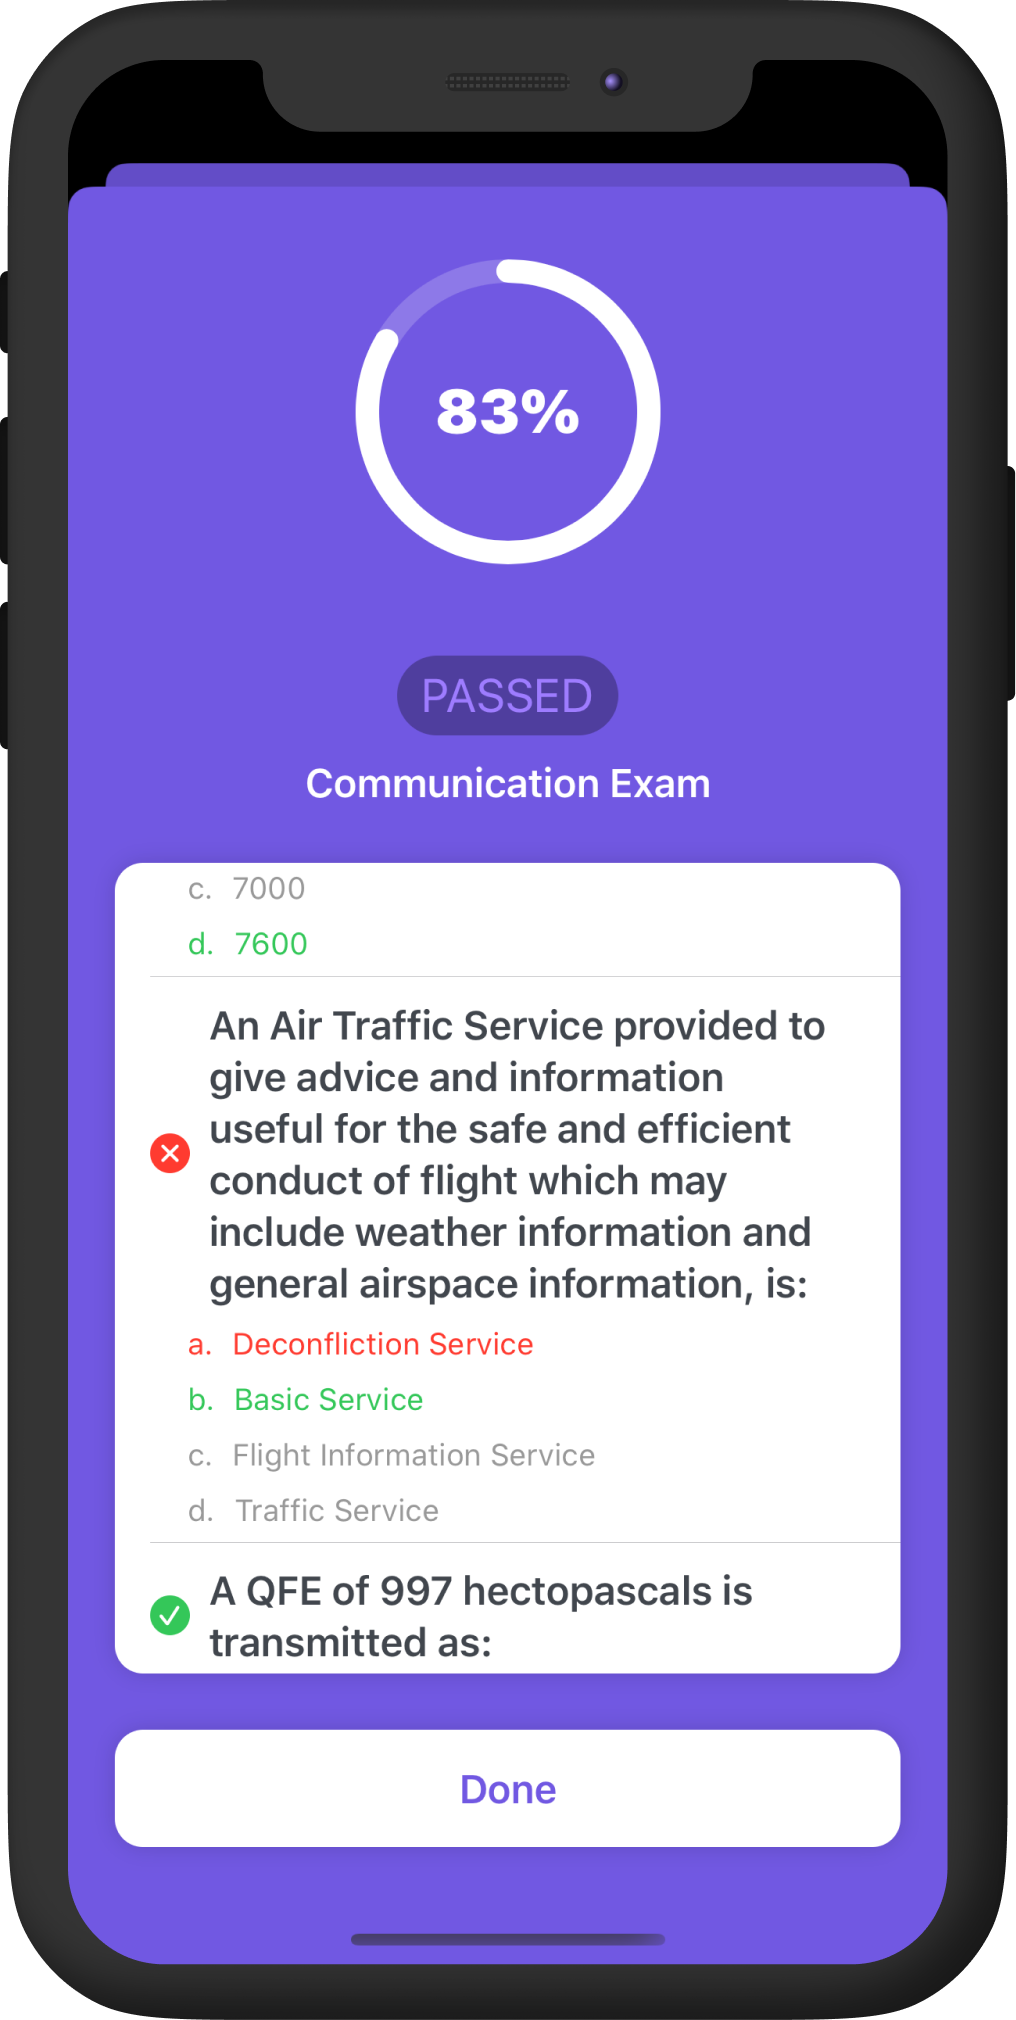 83%
PASSED
Communication Exam
c. 7000
d. 7600
An Air Traffic Service provided to
give advice and information
useful for the safe and efficient
conduct of flight which may
include weather information and
general airspace information, is:
a. Deconfliction Service
b. Basic Service
c. Flight Information Service
d. Traffic Service
A QFE of 997 hectopascals is
transmitted as:
Done